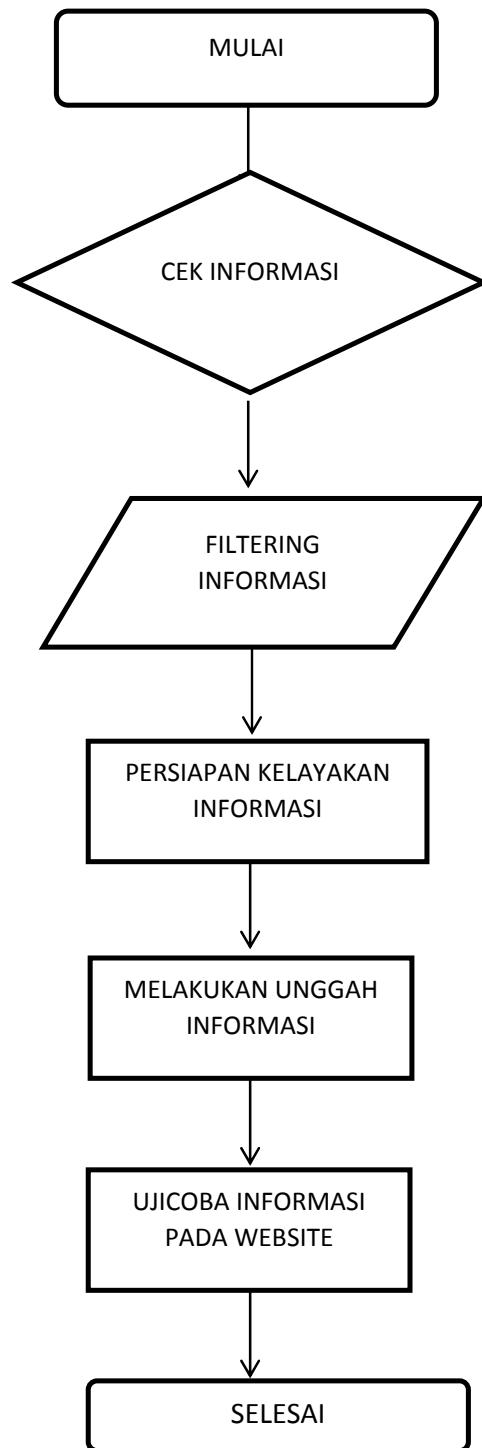 MULAI
CEK INFORMASI
FILTERING
INFORMASI
PERSIAPAN KELAYAKAN
INFORMASI
MELAKUKAN UNGGAH
INFORMASI
UJICOBA INFORMASI
PADA WEBSITE
SELESAI